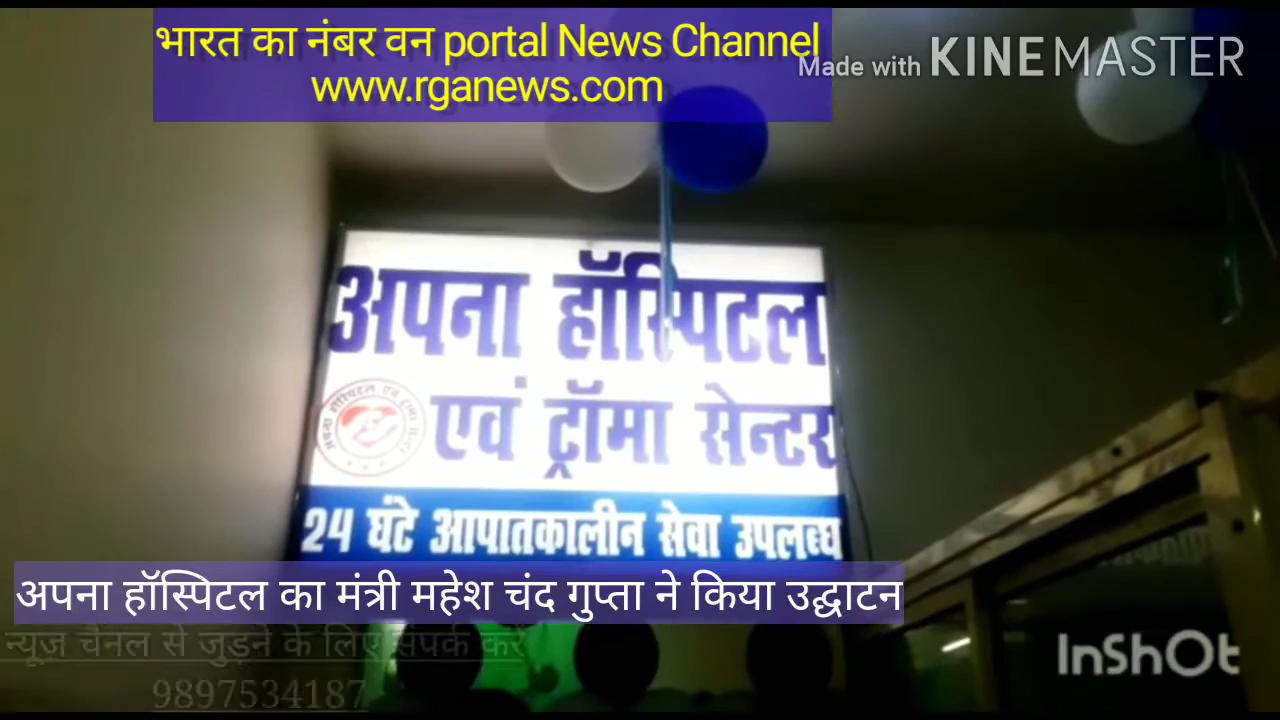 भारत का नंबर वन portal News Channel
www.rganews.com
Made with KINEMASTER
अपना हॉस्पिटल
एवं ट्रॉमा सेन्टर
24 घंटे आपातकालीन सेवा उपलब्ध
अपना हॉस्पिटल का मंत्री महेश चंद गुप्ता ने किया उद्घाटन
न्यूज़ चैनल से जुड़ने के लिए संपर्क करें
9897534187
InShOt